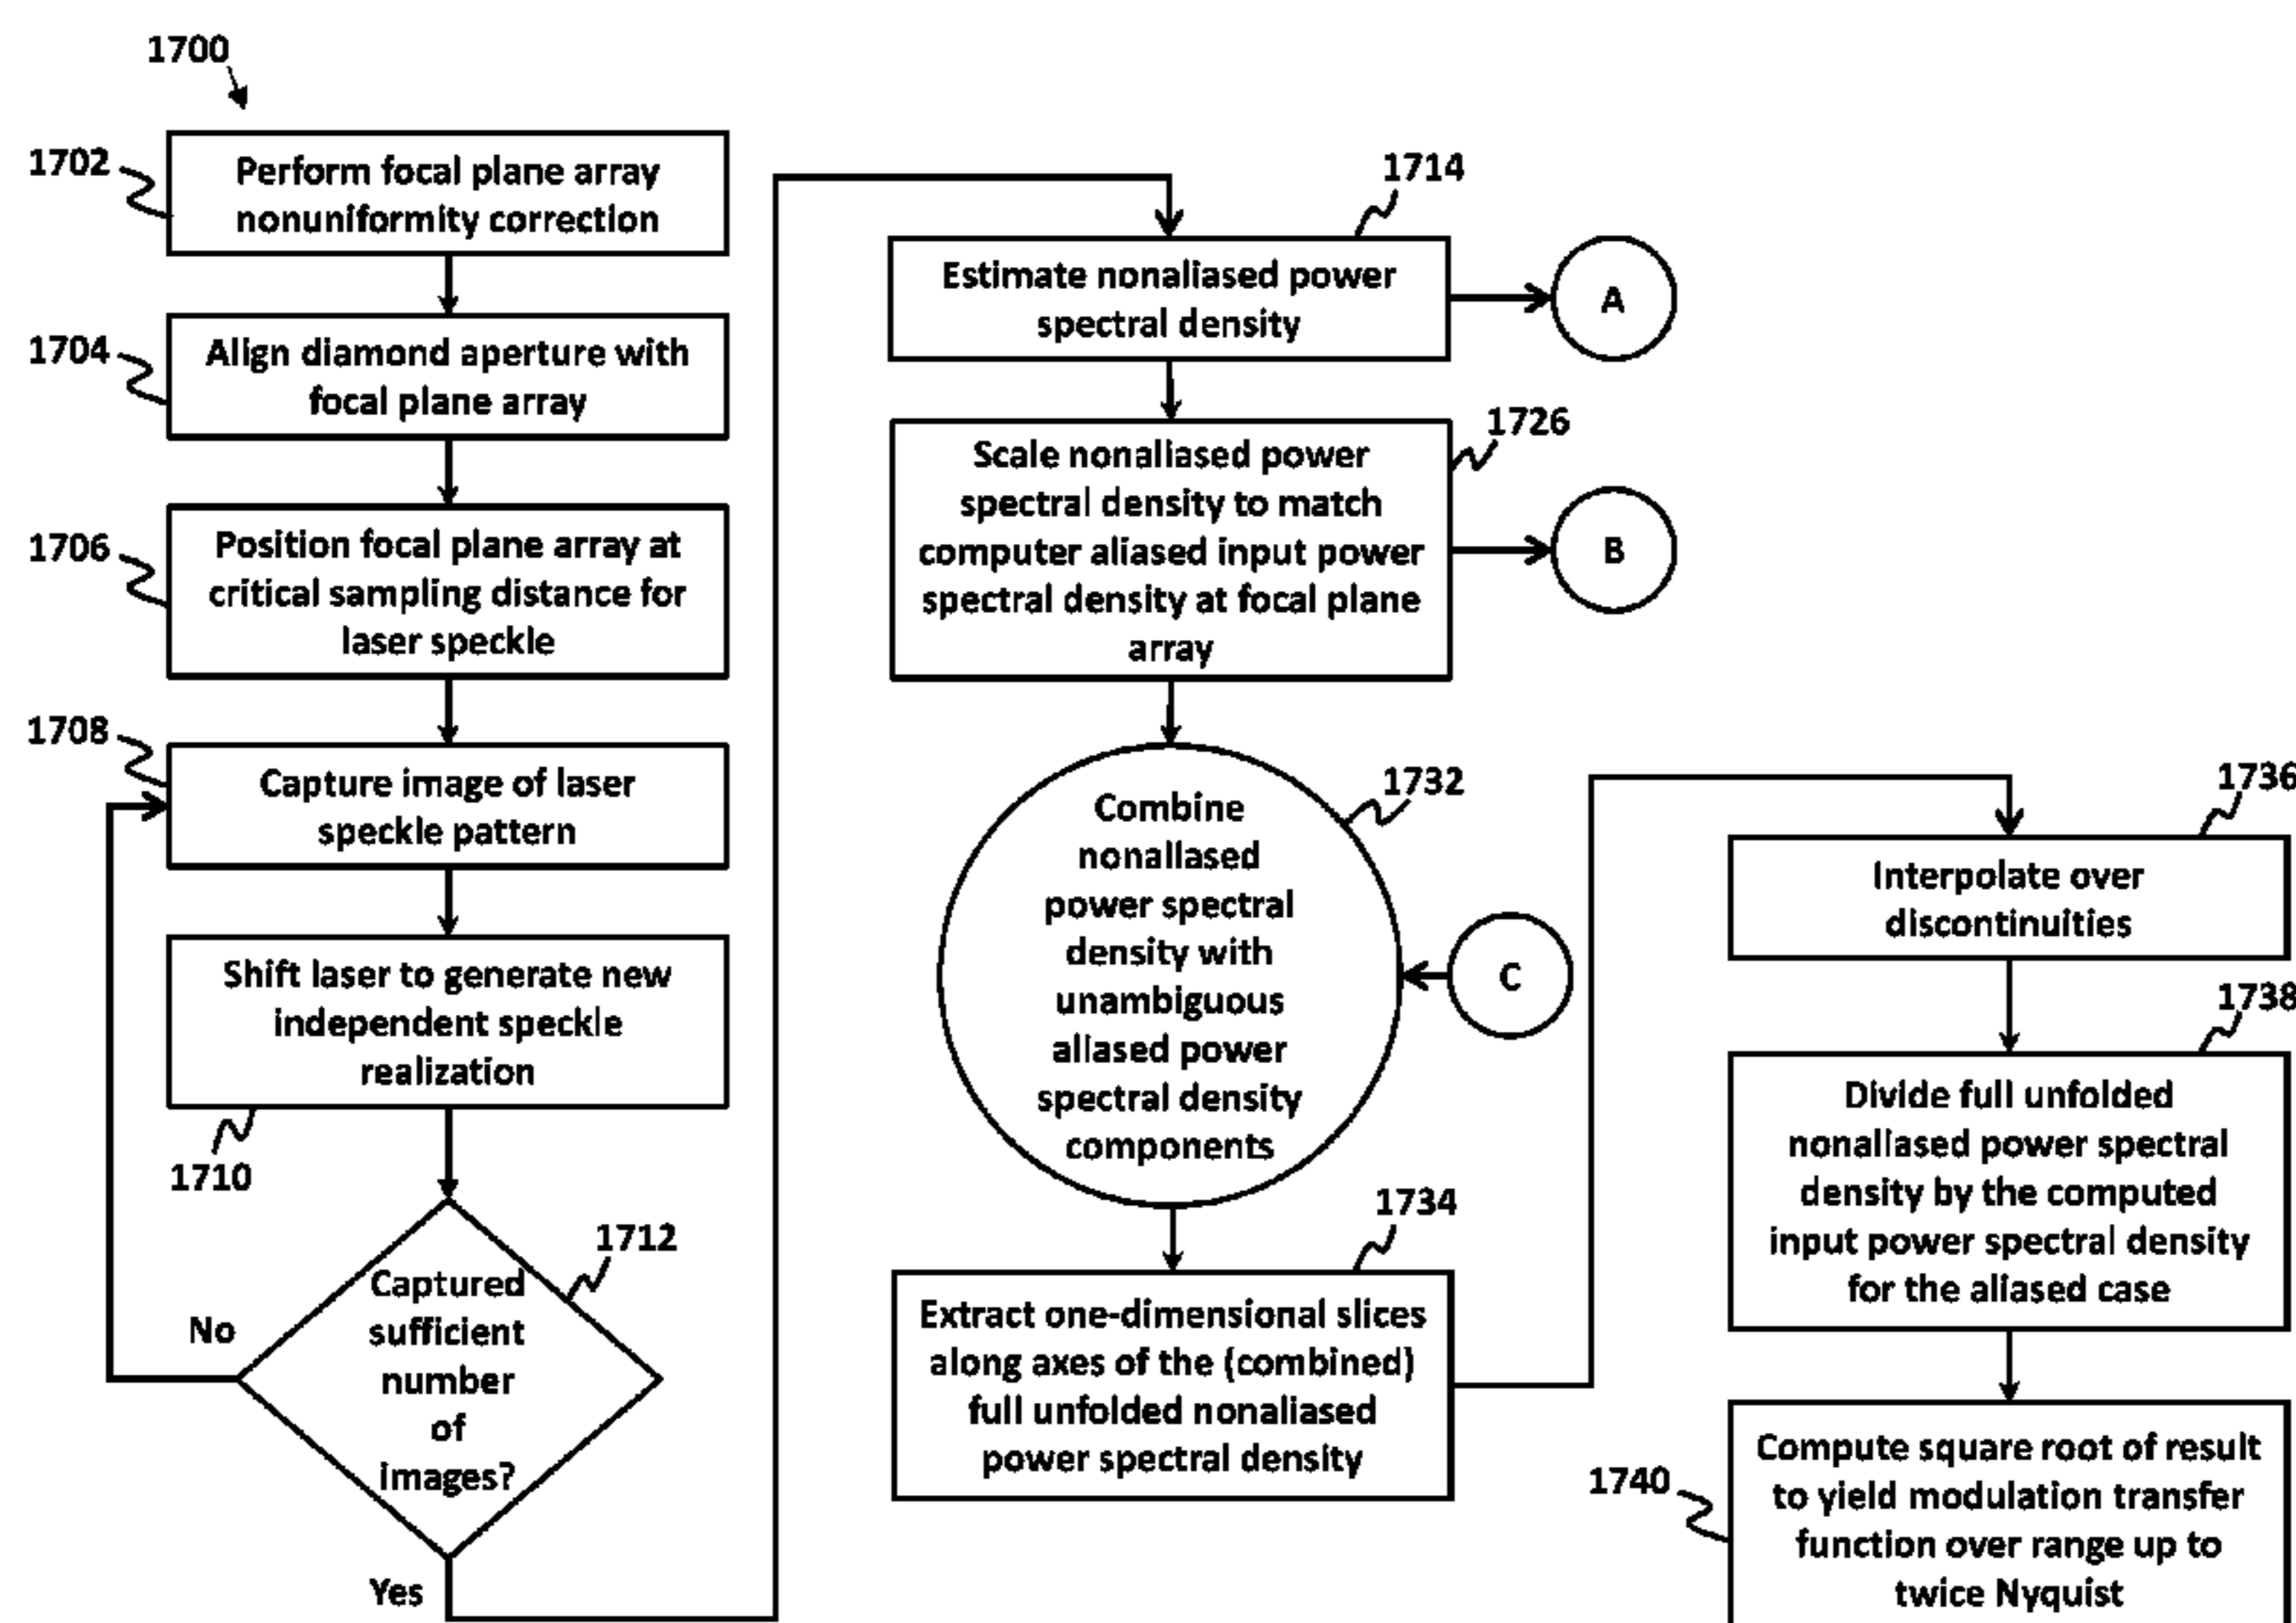 1700
1702
Perform focal plane array
nonuniformity correction
1704
Align diamond aperture with
focal plane array
1706
Position focal plane array at
critical sampling distance for
laser speckle
1708
Capture image of laser
speckle pattern
Shift laser to generate new
independent speckle
realization
1710
1712
Captured
sufficient
number
of
images?
No
Yes
1714
Estimate nonaliased power
spectral density
A
1726
Scale nonaliased power
spectral density to match
computer aliased input power
spectral density at focal plane
array
B
1732
Combine
nonaliased
power spectral
density with
unambiguous
aliased power
spectral density
components
C
1734
Extract one-dimensional slices
along axes of the (combined)
full unfolded nonaliased
power spectral density
1736
Interpolate over
discontinuities
1738
Divide full unfolded
nonaliased power spectral
density by the computed
input power spectral density
for the aliased case
1740
Compute square root of result
to yield modulation transfer
function over range up to
twice Nyquist